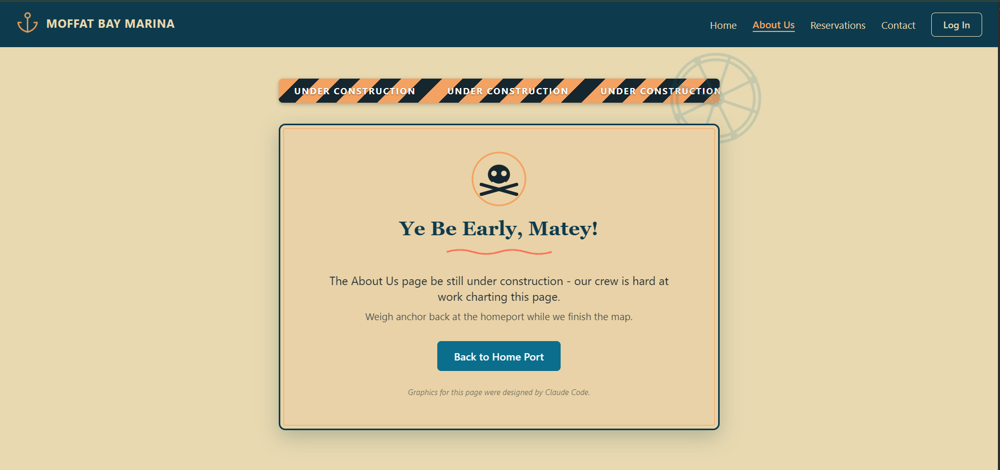 MOFFAT BAY MARINA
Home About Us Reservations Contact Log In
UNDER CONSTRUCTION UNDER CONSTRUCTION UNDER CONSTRUCTION
Ye Be Early, Matey!
The About Us page be still under construction - our crew is hard at
work charting this page.
Weigh anchor back at the homeport while we finish the map.
Back to Home Port
Graphics for this page were designed by Claude Code.